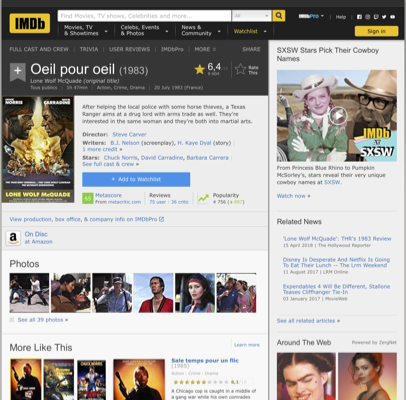 IMDb
Find Movies, TV shows, Celebrities and more...
All
IMDbPro
Help
Movies, TV & Showtimes
Celebs, Events & Photos
News & Community
Watchlist
Sign in
FULL CAST AND CREW | TRIVIA | USER REVIEWS | IMDbPro | MORE
SHARE
Oeil pour oeil (1983)
Lone Wolf McQuade (original title)
Tous publics | 1h 47min | Action, Crime, Drama | 20 July 1983 (France)
6,4
Rate This
NORRIS
CARRADINE
LONE WOLF McQUADE
After helping the local police with some horse thieves, a Texas
Ranger aims at a drug lord with arms trade as well. They're
interested in the same woman and they're both into martial arts.
Director: Steve Carver
Writers: B.J. Nelson (screenplay), H. Kaye Dyal (story) |
1 more credit »
Stars: Chuck Norris, David Carradine, Barbara Carrera |
See full cast & crew »
+ Add to Watchlist
Metascore
From metacritic.com
Reviews
75 user | 36 critic
Popularity
View production, box office, & company info on IMDbPro
On Disc
at Amazon
Photos
See all 39 photos »
More Like This
Learn more
Sale temps pour un flic
(1985)
Action | Crime | Drama
A Chicago cop is caught in a middle of a
gang war while his own comrades
SXSW Stars Pick Their Cowboy
Names
IMDb
AT
SXSW
From Princess Blue Rhino to Pumpkin
McSorley's, stars reveal their very unique
cowboy names at SXSW.
Watch now »
Related News
'Lone Wolf McQuade': THR's 1983 Review
15 April 2018 | The Hollywood Reporter
Disney Is Desperate And Netflix Is Going
To Eat Their Lunch -- The Lrm Weekend
11 August 2017 | LRM Online
Expendables 4 Will Be Different, Stallone
Teases Cliffhanger Tie-In
03 January 2017 | MovieWeb
See all related articles »
Around The Web
Powered by ZergNet